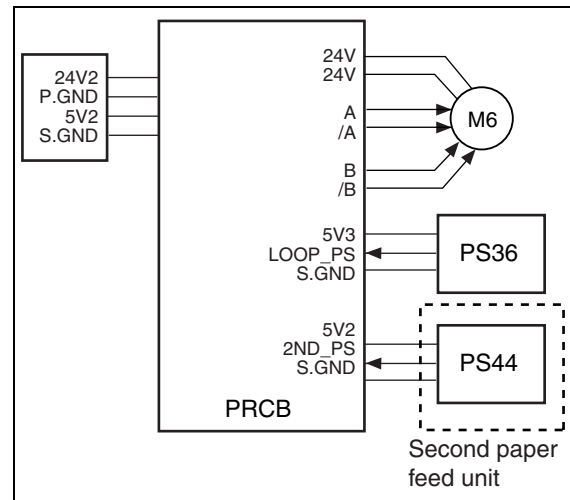 24V2
P.GND
5V2
S.GND
24V
24V
A
/A
B
/B
M6
5V3
LOOP_PS
S.GND
PS36
5V2
2ND_PS
S.GND
PS44
PRCB
Second paper
feed unit